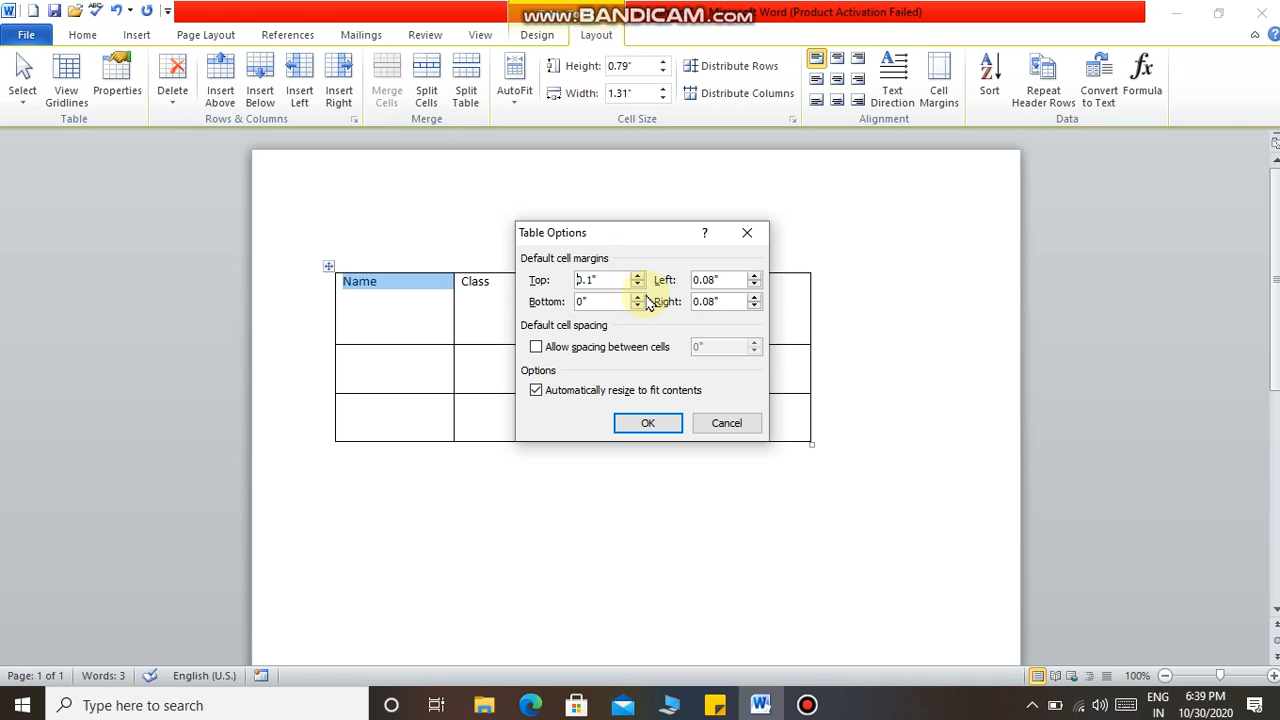 www.BANDICAM.com
Microsoft Word (Product Activation Failed)
File Home Insert Page Layout References Mailings Review View Design Layout
Select
View Gridlines
Properties
Table
Delete
Insert Above
Insert Below
Insert Left
Insert Right
Rows & Columns
Merge Cells
Split Cells
Split Table
Merge
AutoFit
Height: 0.79"
Width: 1.31"
Distribute Rows
Distribute Columns
Cell Size
Text Direction
Cell Margins
Alignment
Sort
Repeat Header Rows
Convert to Text
Formula
Data
Name Class
Table Options
Default cell margins
Top: 0.1" Left: 0.08"
Bottom: 0" Right: 0.08"
Default cell spacing
Allow spacing between cells 0"
Options
Automatically resize to fit contents
OK Cancel
Page: 1 of 1 Words: 3 English (U.S.) 100%
Type here to search
ENG 6:39 PM
IN 10/30/2020